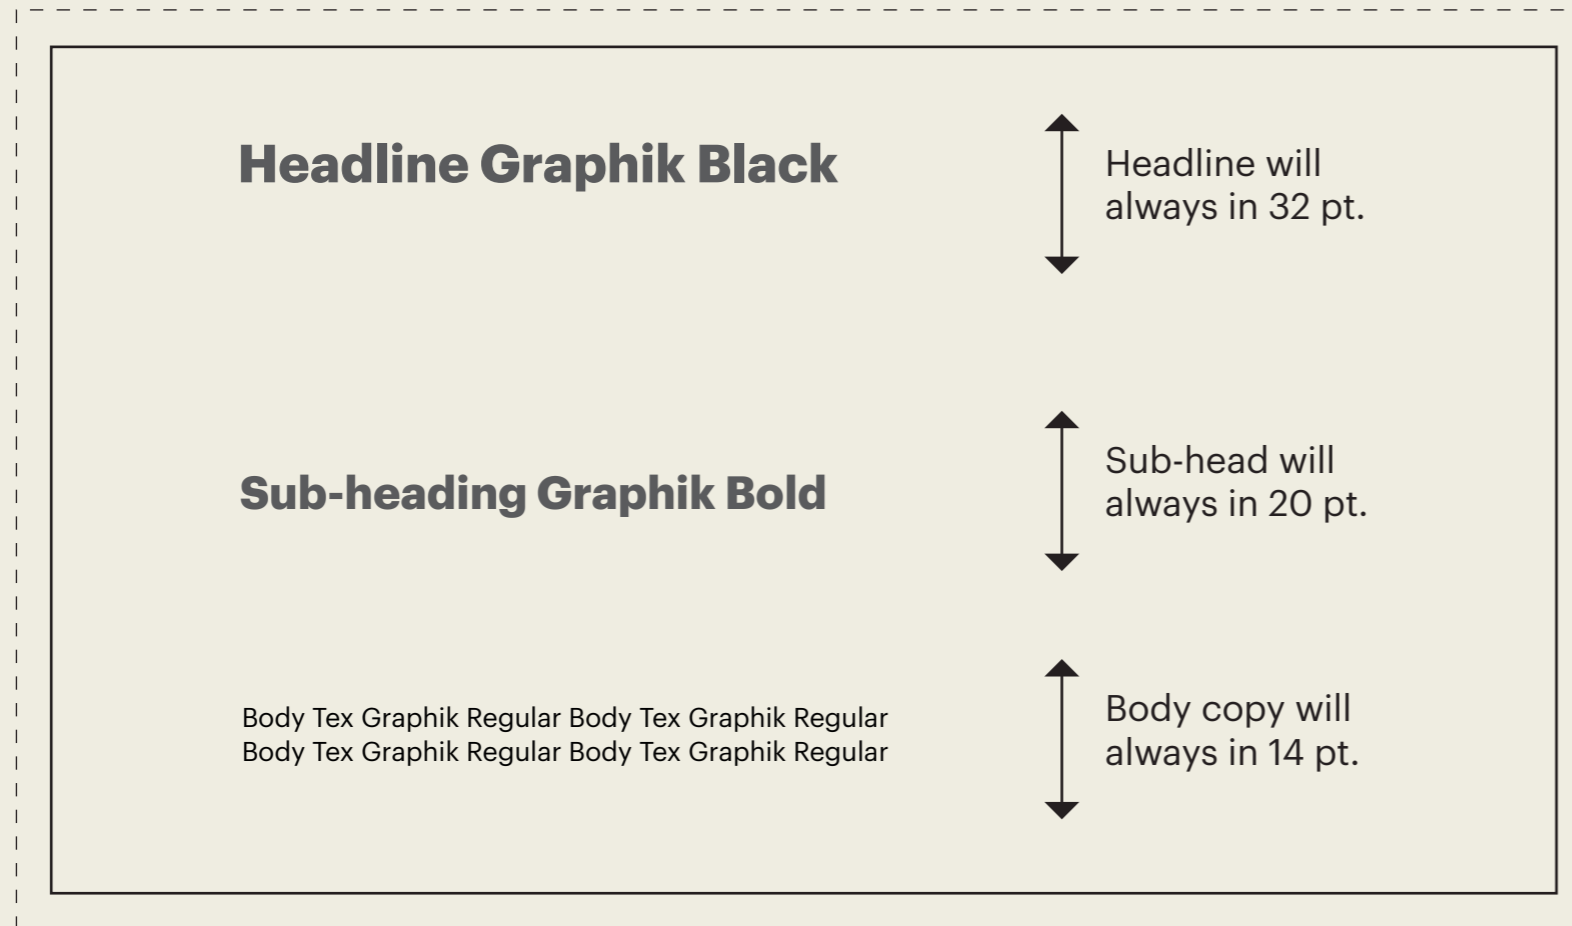 Headline Graphik Black
Headline will
always in 32 pt.
Sub-heading Graphik Bold
Sub-head will
always in 20 pt.
Body Tex Graphik Regular Body Tex Graphik Regular
Body Tex Graphik Regular Body Tex Graphik Regular
Body copy will
always in 14 pt.